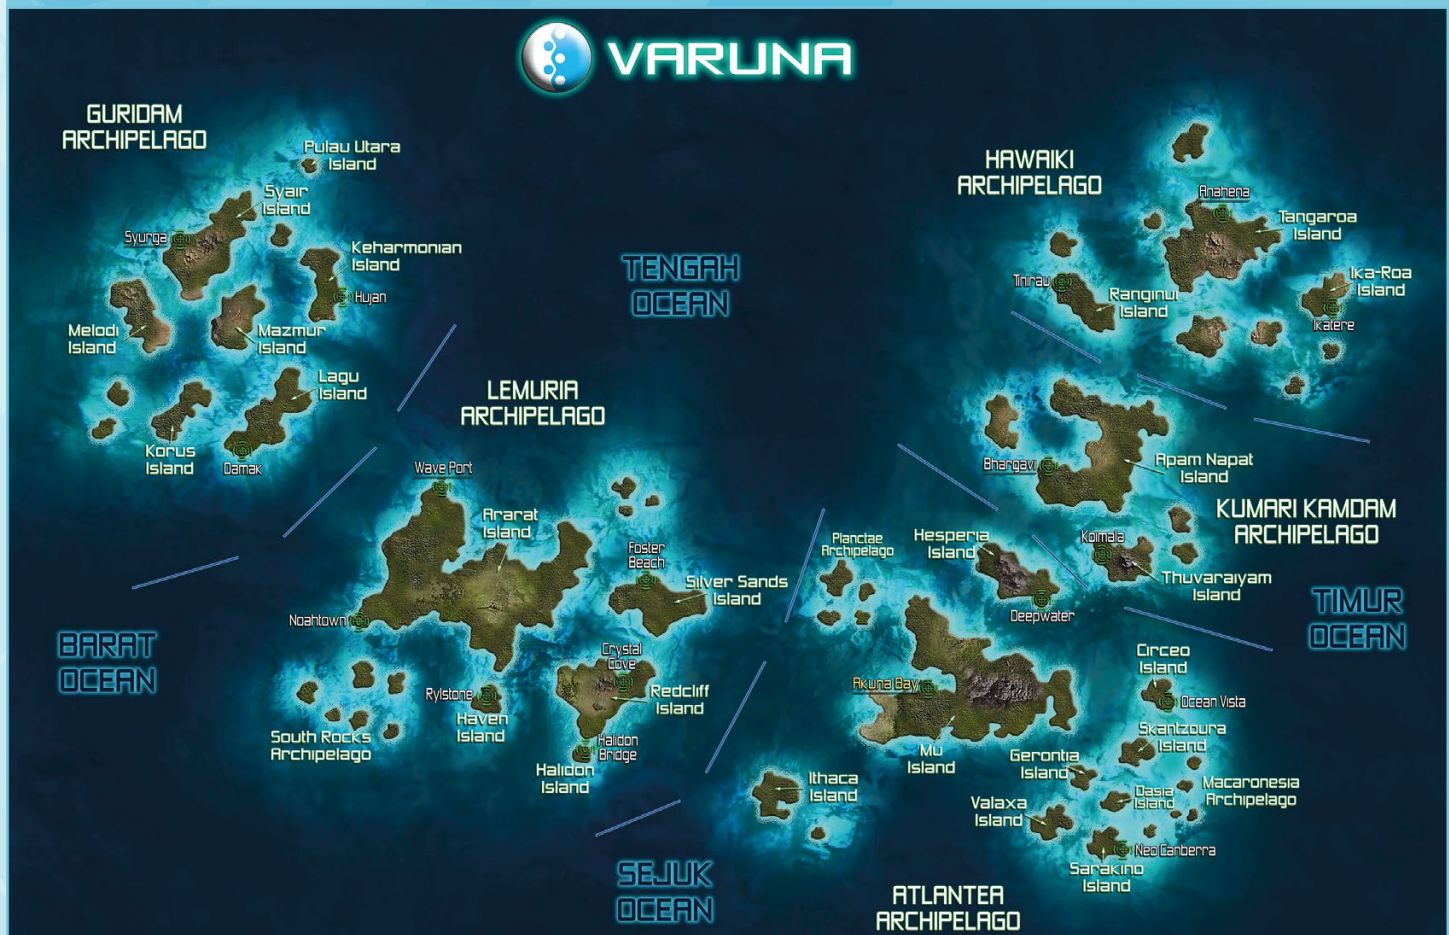 VARUNA
GURIDAM
ARCHIPELAGO
Pulau Utara
Island
Syair
Island
Syurga
Keharmonian
Island
Hujan
Melodi
Island
Mazmur
Island
Lagu
Island
Korus
Island
Damak
HAWAIKI
ARCHIPELAGO
Anahena
Tangaroa
Island
Ika-Roa
Island
Tinirau
Ranginui
Island
Ikatere
TENGAH
OCEAN
LEMURIA
ARCHIPELAGO
Wave Port
Ararat
Island
Foster
Beach
Silver Sands
Island
Noahtown
Crystal
Cove
Rylstone
Haven
Island
Redcliff
Island
South Rocks
Archipelago
Halidon
Bridge
Halidon
Island
BARAT
OCEAN
Bhargavi
Apam Napat
Island
KUMARI KAMDAM
ARCHIPELAGO
Koimala
Thuvaraiyam
Island
Planctae
Archipelago
Hesperia
Island
Deepwater
TIMUR
OCEAN
Circeo
Island
Akuna Bay
Ocean Vista
Mu
Island
Skantzoura
Island
Gerontia
Island
Ithaca
Island
Dasia
Island
Macaronesia
Archipelago
Valaxa
Island
Neo Canberra
Sarakino
Island
SEJUK
OCEAN
ATLANTEA
ARCHIPELAGO